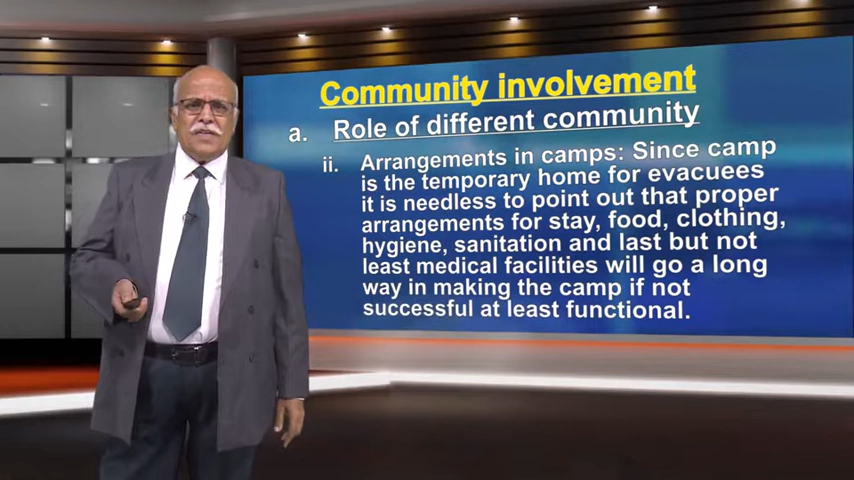 Community involvement
a. Role of different community
ii. Arrangements in camps: Since camp
is the temporary home for evacuees
it is needless to point out that proper
arrangements for stay, food, clothing,
hygiene, sanitation and last but not
least medical facilities will go a long
way in making the camp if not
successful at least functional.